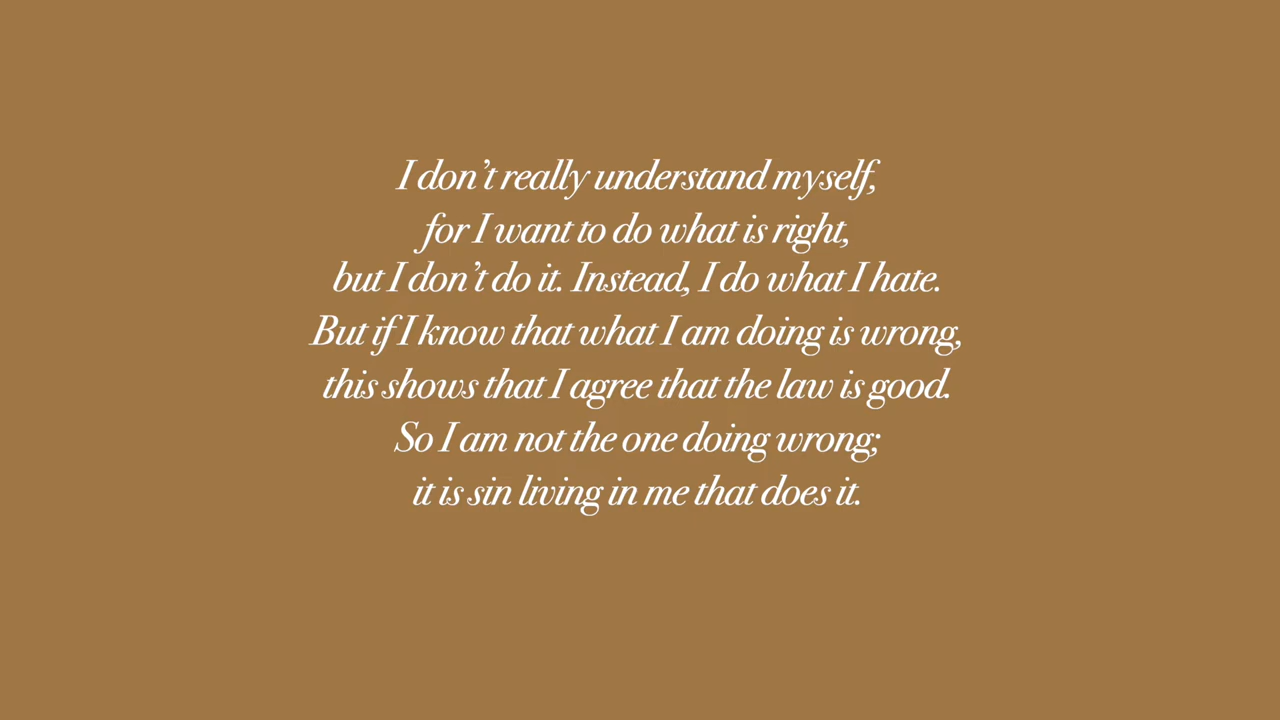 I don’t really understand myself,
for I want to do what is right,
but I don’t do it. Instead, I do what I hate.
But if I know that what I am doing is wrong,
this shows that I agree that the law is good.
So I am not the one doing wrong;
it is sin living in me that does it.